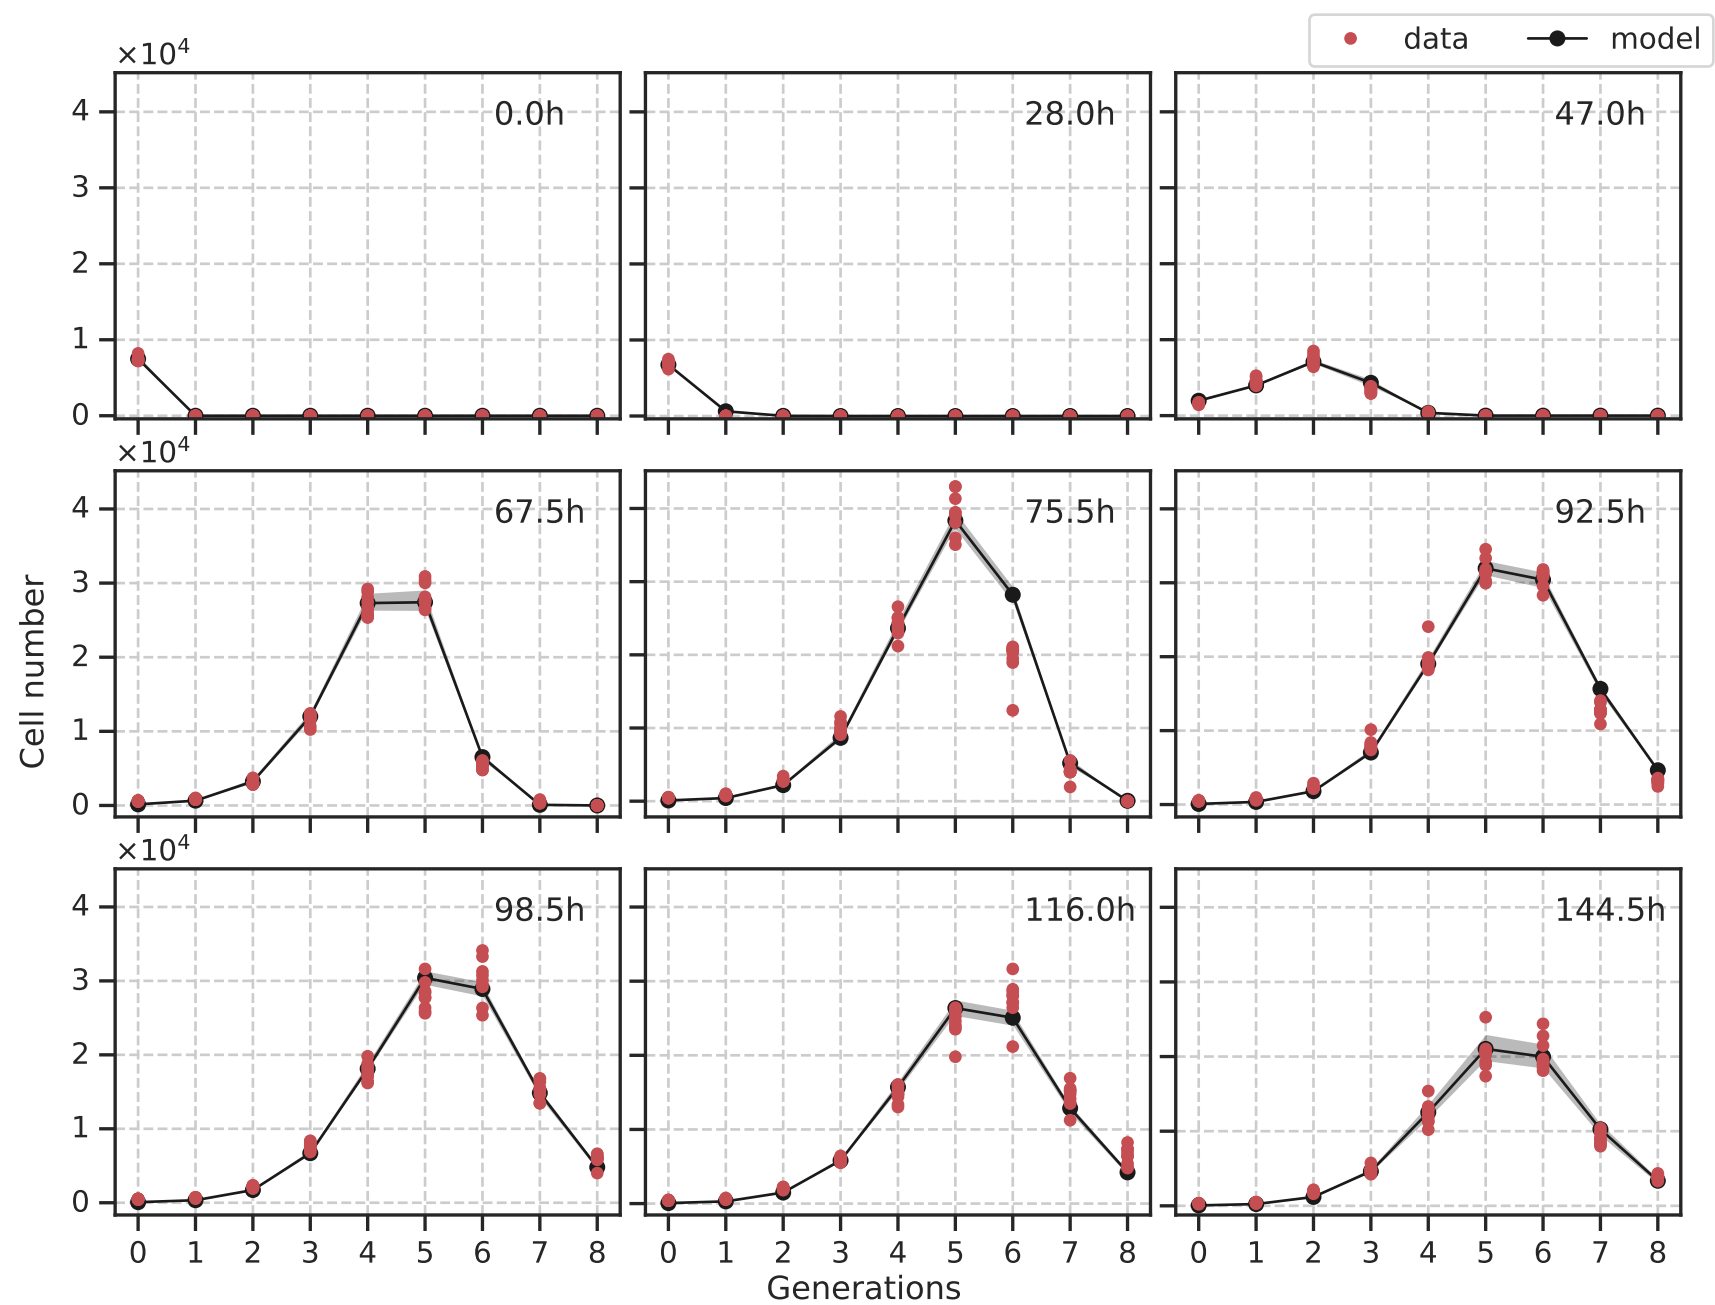 data model
×10⁴
4
3
2
1
0
0.0h
28.0h
47.0h
×10⁴
4
3
2
1
0
67.5h
75.5h
92.5h
Cell number
×10⁴
4
3
2
1
0
98.5h
116.0h
144.5h
0 1 2 3 4 5 6 7 8
0 1 2 3 4 5 6 7 8
0 1 2 3 4 5 6 7 8
Generations